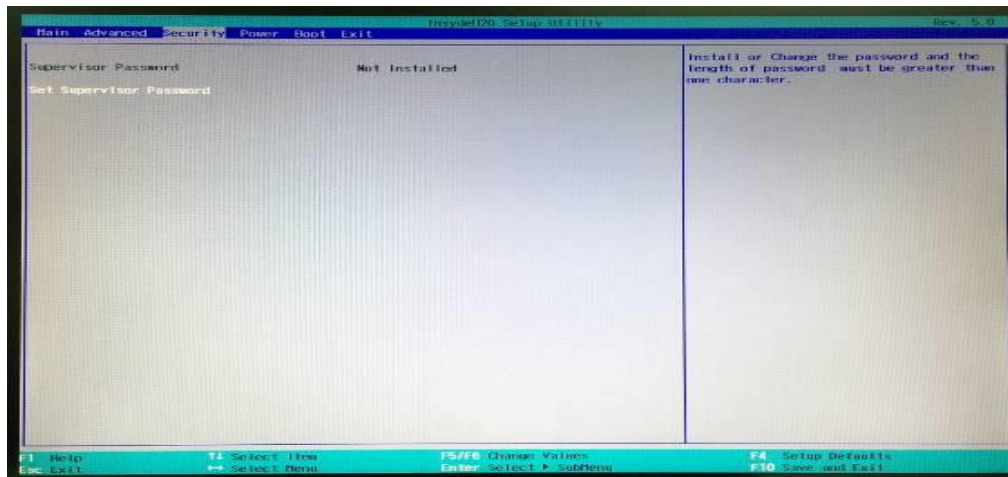 InsydeH20 Setup Utility Rev. 5.0
Main Advanced Security Power Boot Exit
Supervisor Password Not Installed
Set Supervisor Password
Install or Change the password and the
length of password must be greater than
one character.
F1 Help ↑↓ Select Item F5/F6 Change Values F4 Setup Defaults
Esc Exit ↔ Select Menu Enter Select ▶ SubMenu F10 Save and Exit